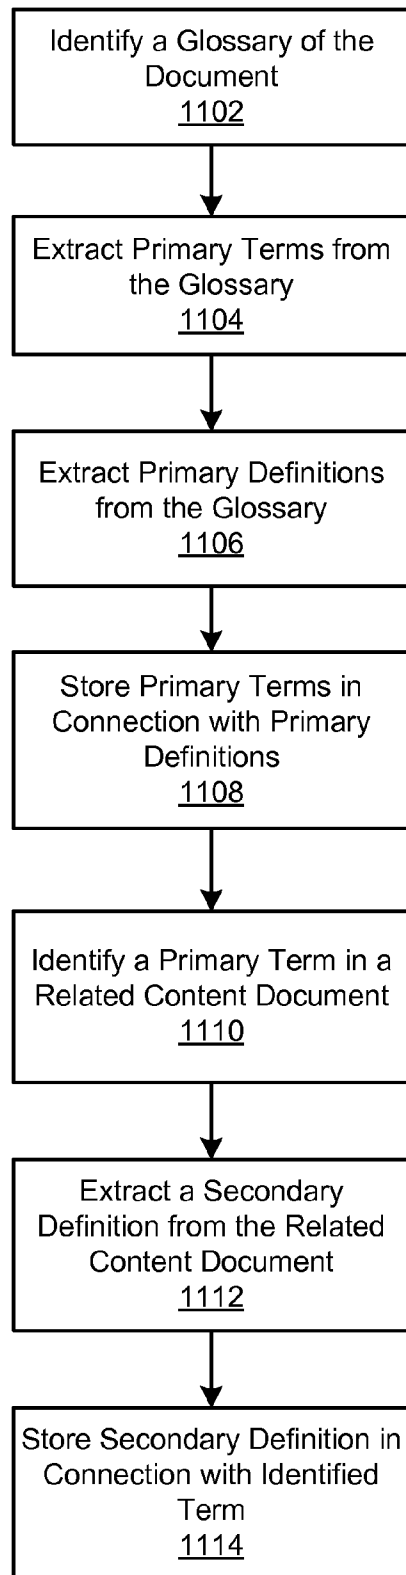 Identify a Glossary of the
Document
1102
Extract Primary Terms from
the Glossary
1104
Extract Primary Definitions
from the Glossary
1106
Store Primary Terms in
Connection with Primary
Definitions
1108
Identify a Primary Term in a
Related Content Document
1110
Extract a Secondary
Definition from the Related
Content Document
1112
Store Secondary Definition in
Connection with Identified
Term
1114